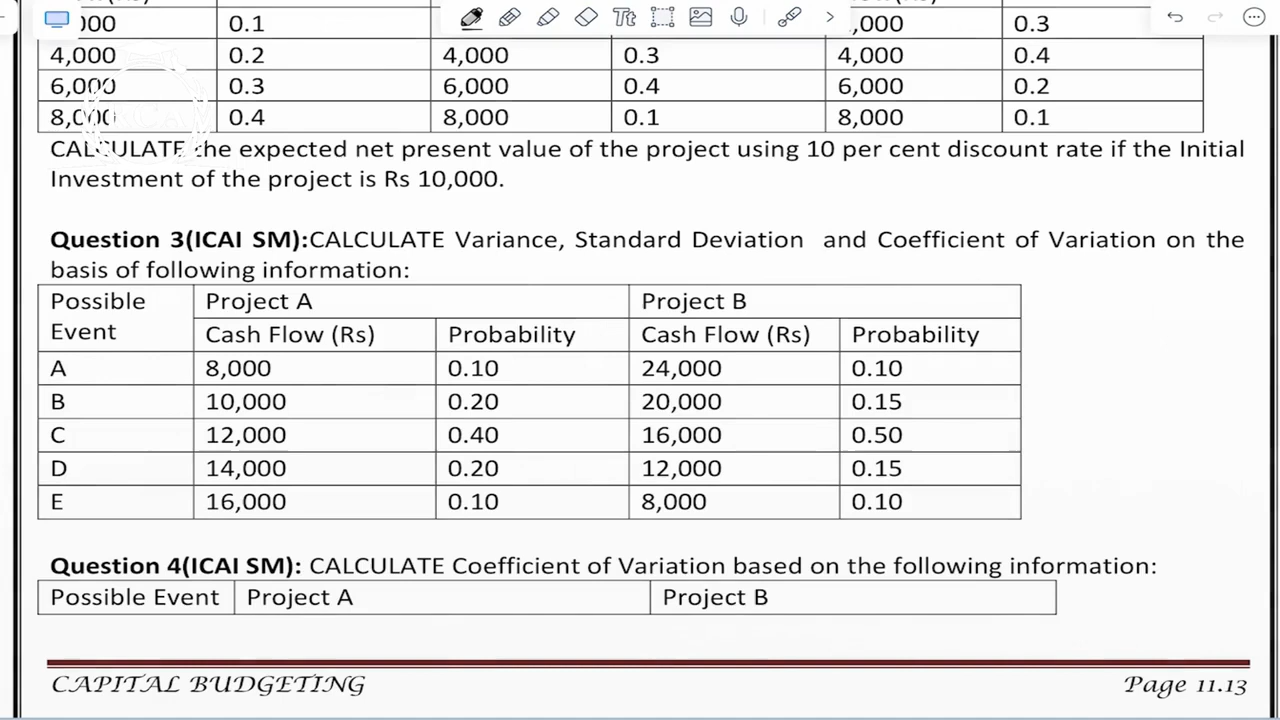 000 0.1 ,000 0.3
4,000 0.2 4,000 0.3 4,000 0.4
6,000 0.3 6,000 0.4 6,000 0.2
8,000 0.4 8,000 0.1 8,000 0.1
CALCULATE the expected net present value of the project using 10 per cent discount rate if the Initial
Investment of the project is Rs 10,000.
Question 3(ICAI SM):CALCULATE Variance, Standard Deviation and Coefficient of Variation on the
basis of following information:
Possible Event Project A Project B
Cash Flow (Rs) Probability Cash Flow (Rs) Probability
A 8,000 0.10 24,000 0.10
B 10,000 0.20 20,000 0.15
C 12,000 0.40 16,000 0.50
D 14,000 0.20 12,000 0.15
E 16,000 0.10 8,000 0.10
Question 4(ICAI SM): CALCULATE Coefficient of Variation based on the following information:
Possible Event Project A Project B
CAPITAL BUDGETING Page 11.13